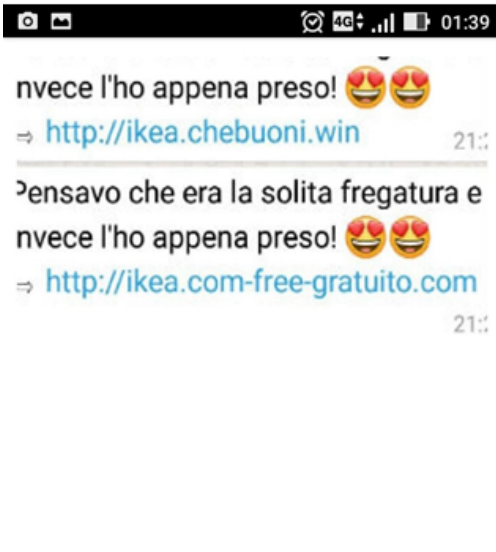 4G 01:39
nvece l'ho appena preso! 😍😍
⇒ http://ikea.chebuoni.win
21:
Pensavo che era la solita fregatura e
nvece l'ho appena preso! 😍😍
⇒ http://ikea.com-free-gratuito.com
21: